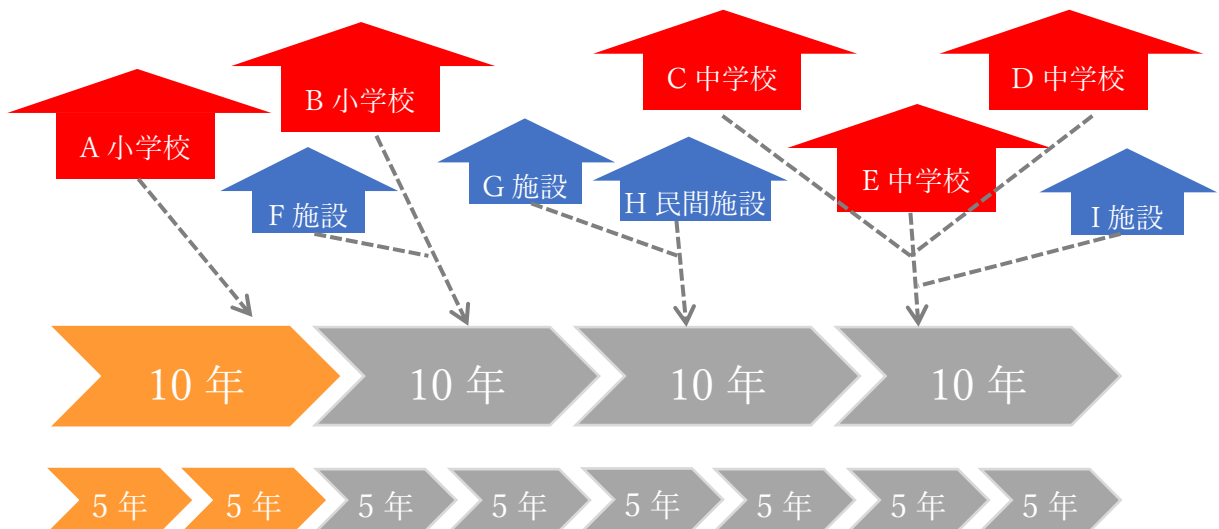 A 小学校
B 小学校
C 中学校
D 中学校
E 中学校
F 施設
G 施設
H 民間施設
I 施設
10 年
10 年
10 年
10 年
5 年
5 年
5 年
5 年
5 年
5 年
5 年
5 年